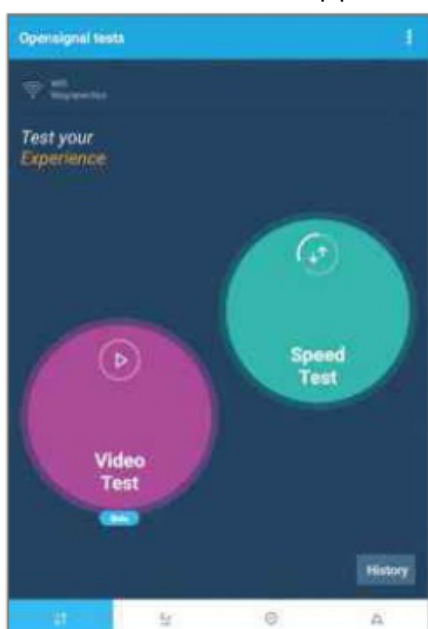 Opensignal tests
Test your
Experience
Speed
Test
Video
Test
History